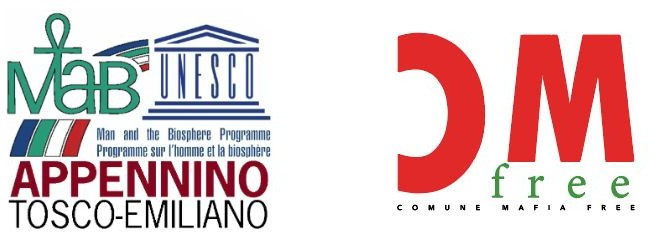 MaB
UNESCO
Man and the Biosphere Programme
Programme sur l'homme et la biosphère
APPENNINO
TOSCO-EMILIANO
CM
free
COMUNE MAFIA FREE